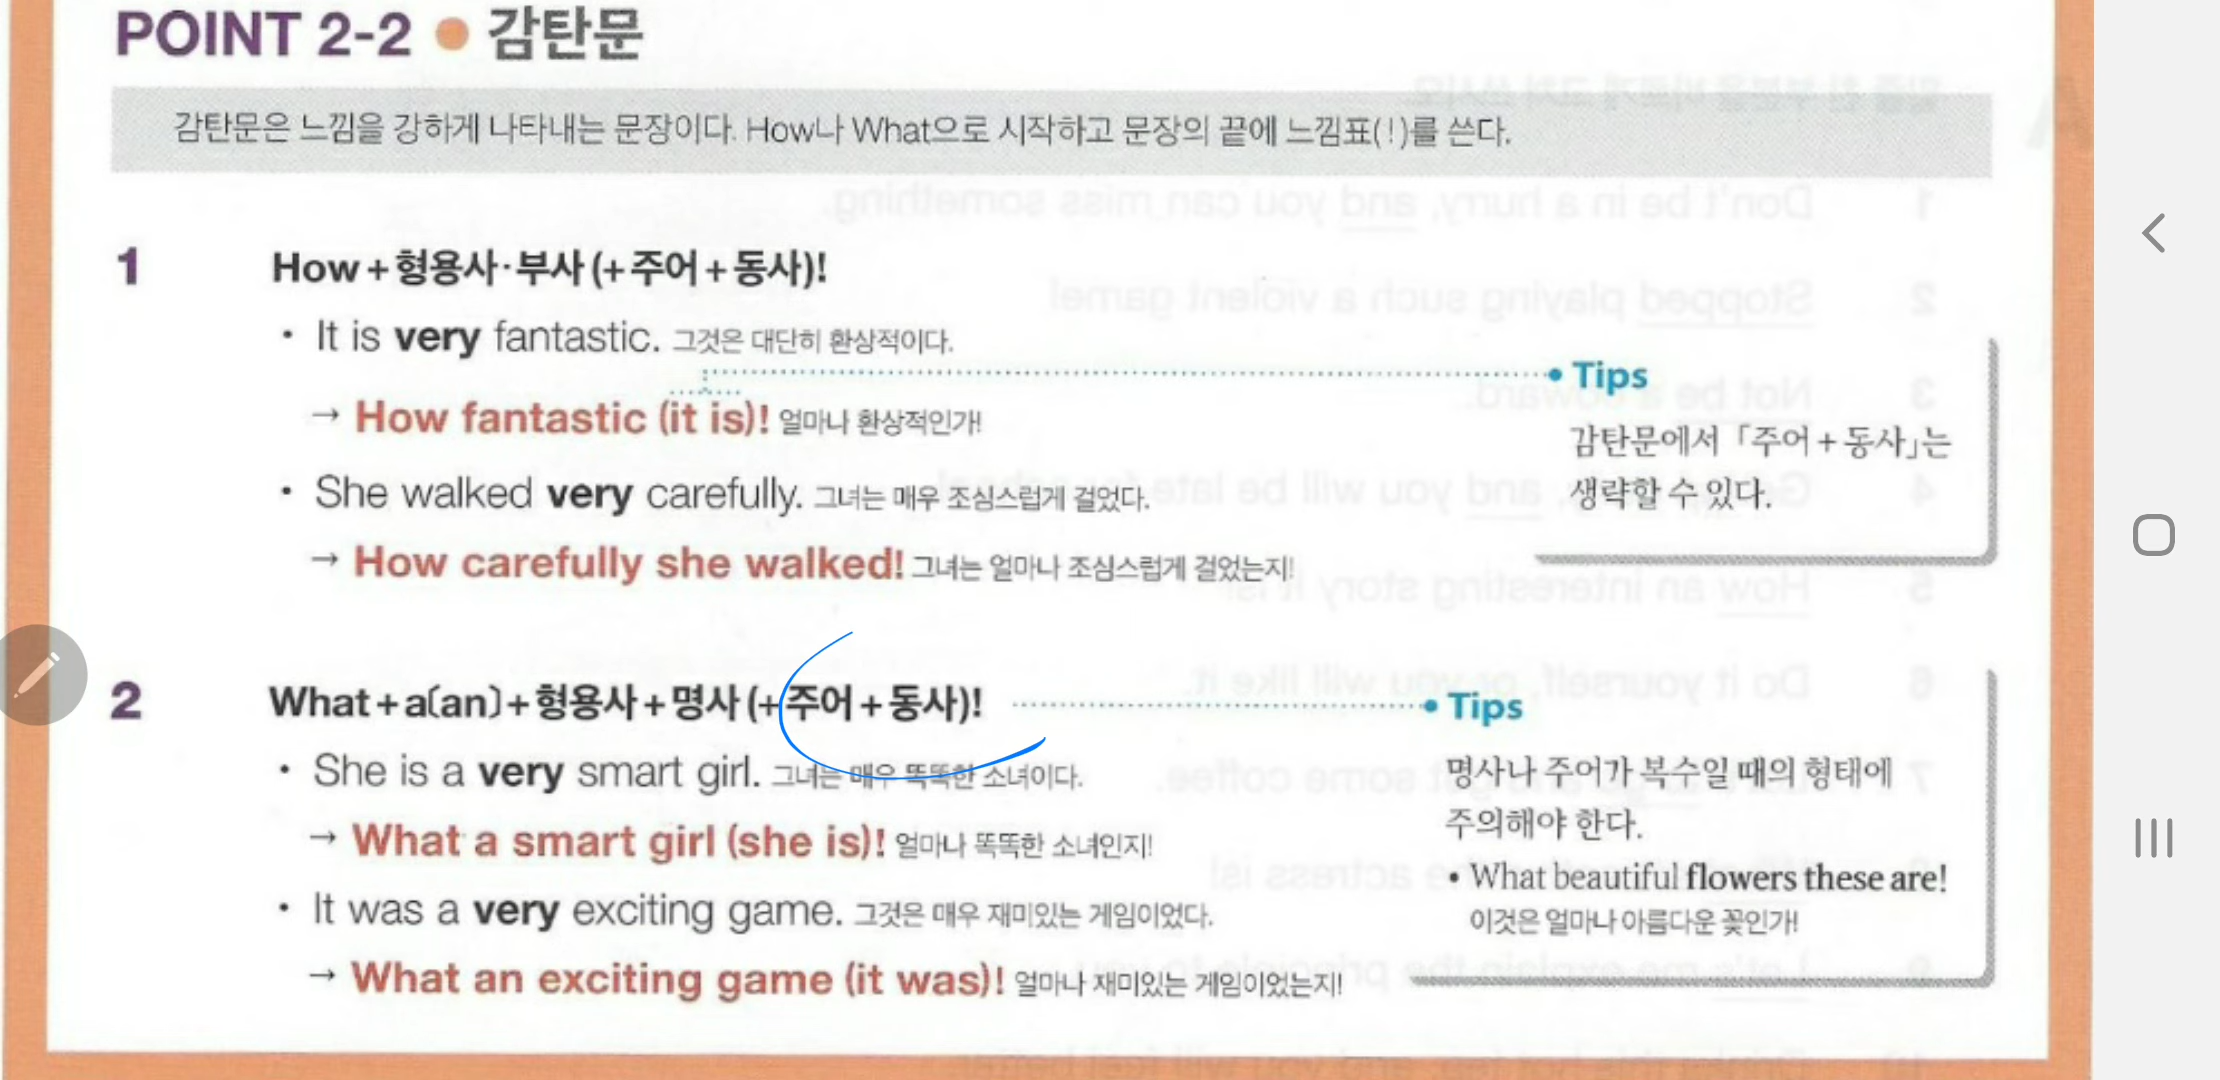 POINT 2-2 ● 감탄문
감탄문은 느낌을 강하게 나타내는 문장이다. How나 What으로 시작하고 문장의 끝에 느낌표(!)를 쓴다.
1 How+형용사·부사 (+주어+동사)!
• It is very fantastic. 그것은 대단히 환상적이다.
→ How fantastic (it is)! 얼마나 환상적인가!
• She walked very carefully. 그녀는 매우 조심스럽게 걸었다.
→ How carefully she walked! 그녀는 얼마나 조심스럽게 걸었는지!
Tips
감탄문에서 「주어+동사」는
생략할 수 있다.
2 What+a(an)+형용사+명사 (+주어+동사)!
• She is a very smart girl. 그녀는 매우 똑똑한 소녀이다.
→ What a smart girl (she is)! 얼마나 똑똑한 소녀인지!
• It was a very exciting game. 그것은 매우 재미있는 게임이었다.
→ What an exciting game (it was)! 얼마나 재미있는 게임이었는지!
Tips
명사나 주어가 복수일 때의 형태에
주의해야 한다.
• What beautiful flowers these are!
이것은 얼마나 아름다운 꽃인가!